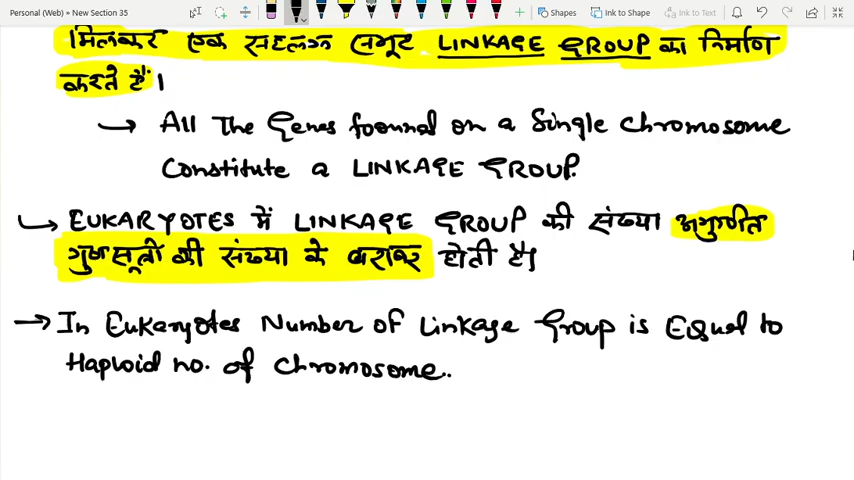 Personal (Web) » New Section 35
Shapes Ink to Shape Ink to Text
मिलकर एक सहलग्न समूह LINKAGE GROUP का निर्माण
करते हैं।
→ All The Genes found on a Single Chromosome
Constitute a LINKAGE GROUP.
→ EUKARYOTES में LINKAGE GROUP की संख्या अगुणित
गुणसूत्रों की संख्या के बराबर होती है।
→ In Eukaryotes Number of Linkage Group is Equal to
Haploid no. of Chromosome.